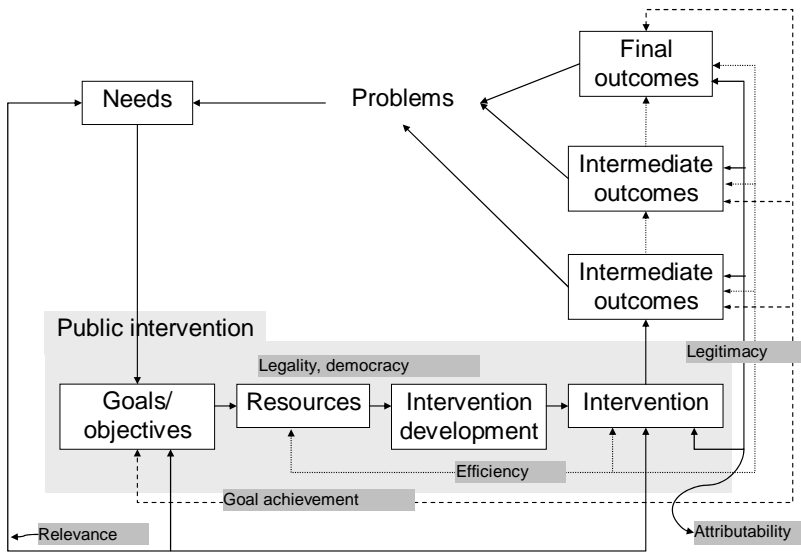 Final
outcomes
Needs
Problems
Intermediate
outcomes
Intermediate
outcomes
Public intervention
Legitimacy
Legality, democracy
Goals/
objectives
Resources
Intervention
development
Intervention
Efficiency
Goal achievement
Relevance
Attributability